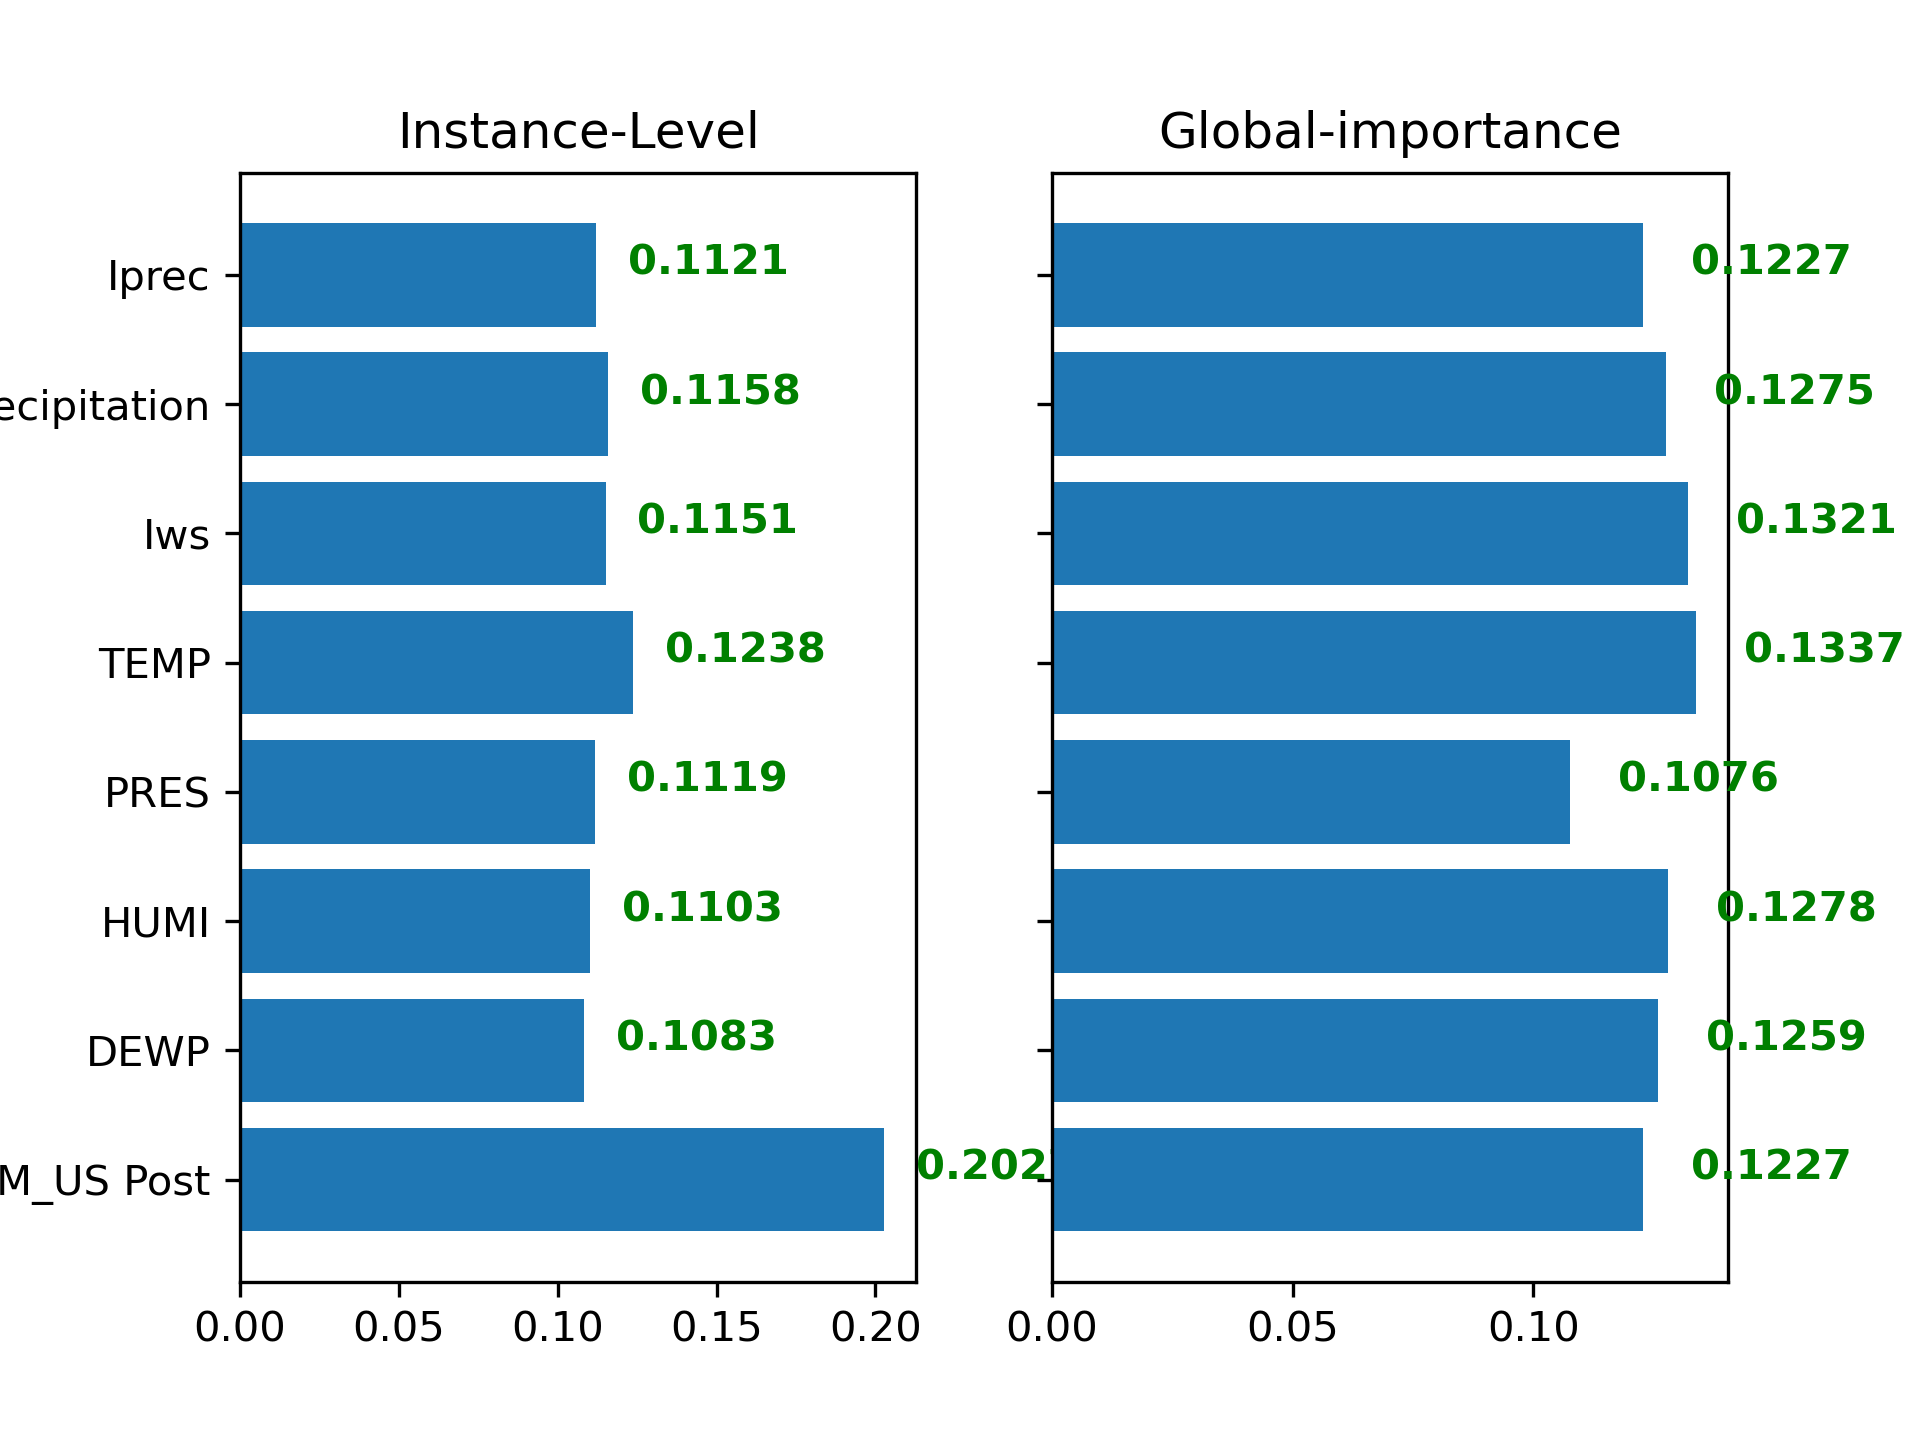 Instance-Level
Iprec
0.1121
ecipitation
0.1158
Iws
0.1151
TEMP
0.1238
PRES
0.1119
HUMI
0.1103
DEWP
0.1083
M_US Post
0.202
0.00 0.05 0.10 0.15 0.20
Global-importance
0.1227
0.1275
0.1321
0.1337
0.1076
0.1278
0.1259
0.1227
0.00 0.05 0.10